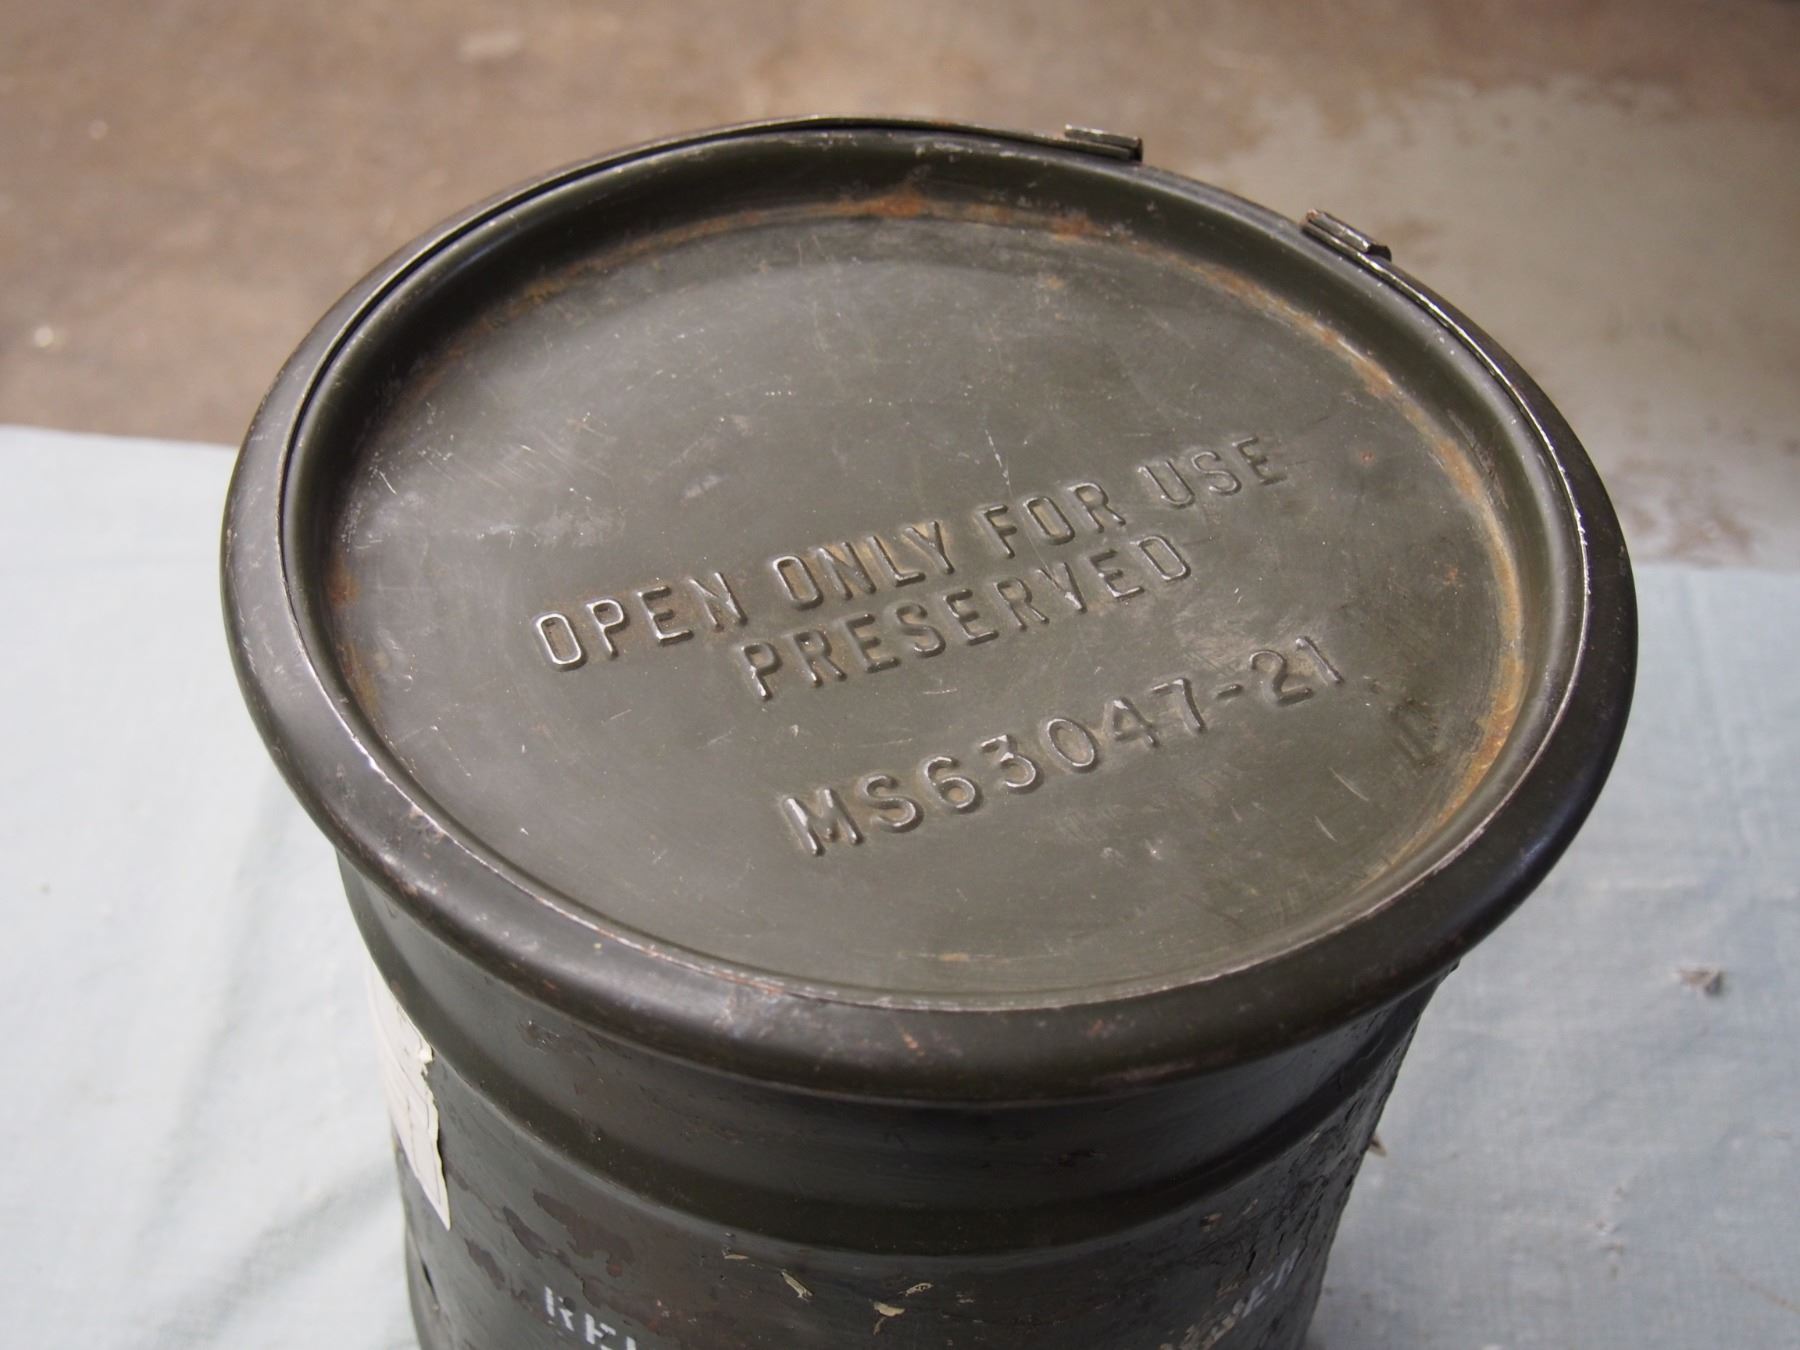 OPEN ONLY FOR USE
PRESERVED
MS63047-21